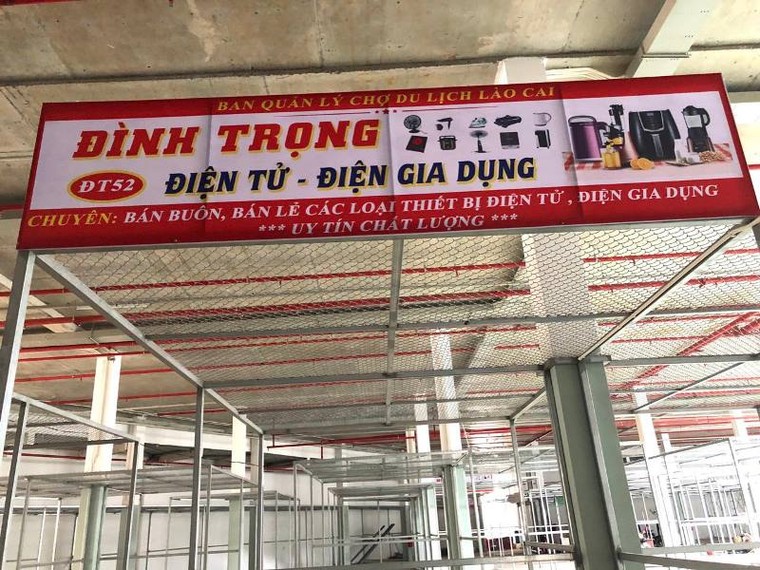 BAN QUẢN LÝ CHỢ DU LỊCH LÀO CAI
ĐÌNH TRỌNG
ĐT52
ĐIỆN TỬ - ĐIỆN GIA DỤNG
CHUYÊN: BÁN BUÔN, BÁN LẺ CÁC LOẠI THIẾT BỊ ĐIỆN TỬ , ĐIỆN GIA DỤNG
*** UY TÍN CHẤT LƯỢNG ***